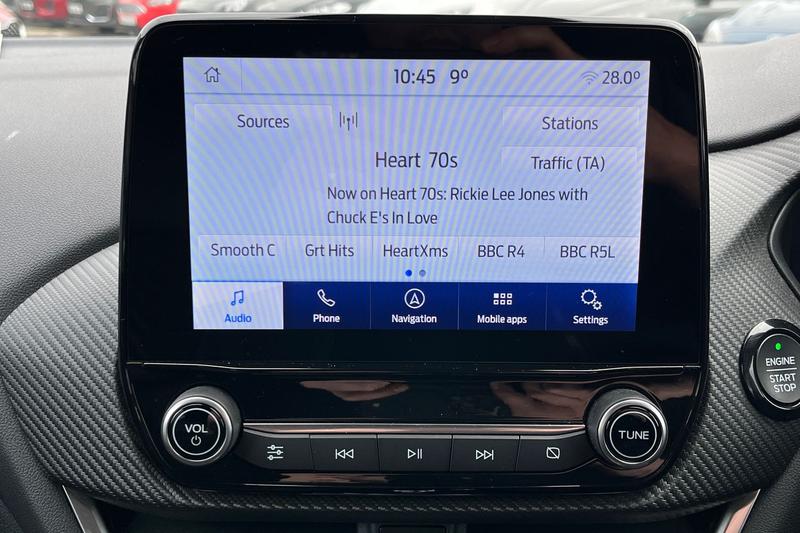 10:45 9º 28.0º
Sources Stations
Heart 70s Traffic (TA)
Now on Heart 70s: Rickie Lee Jones with
Chuck E's In Love
Smooth C Grt Hits HeartXms BBC R4 BBC R5L
Audio Phone Navigation Mobile apps Settings
ENGINE
START
STOP
VOL TUNE